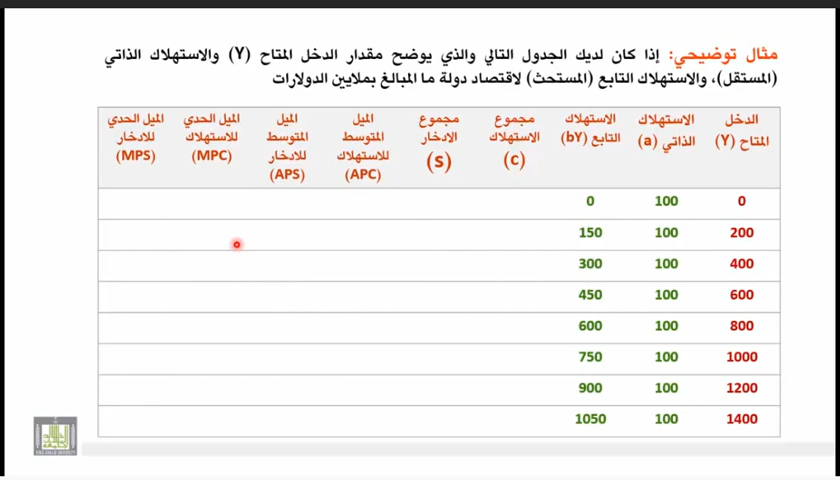 مثال توضيحي: إذا كان لديك الجدول التالي والذي يوضح مقدار الدخل المتاح (Y) والاستهلاك الذاتي
(المستقل)، والاستهلاك التابع (المستحث) لاقتصاد دولة ما المبالغ بملايين الدولارات
الدخل المتاح (Y) الاستهلاك الذاتي (a) الاستهلاك التابع (bY) مجموع الاستهلاك (c) مجموع الإدخار (s) الميل المتوسط للاستهلاك (APC) الميل المتوسط للادخار (APS) الميل الحدي للاستهلاك (MPC) الميل الحدي للادخار (MPS)
0 100 0
200 100 150
400 100 300
600 100 450
800 100 600
1000 100 750
1200 100 900
1400 100 1050